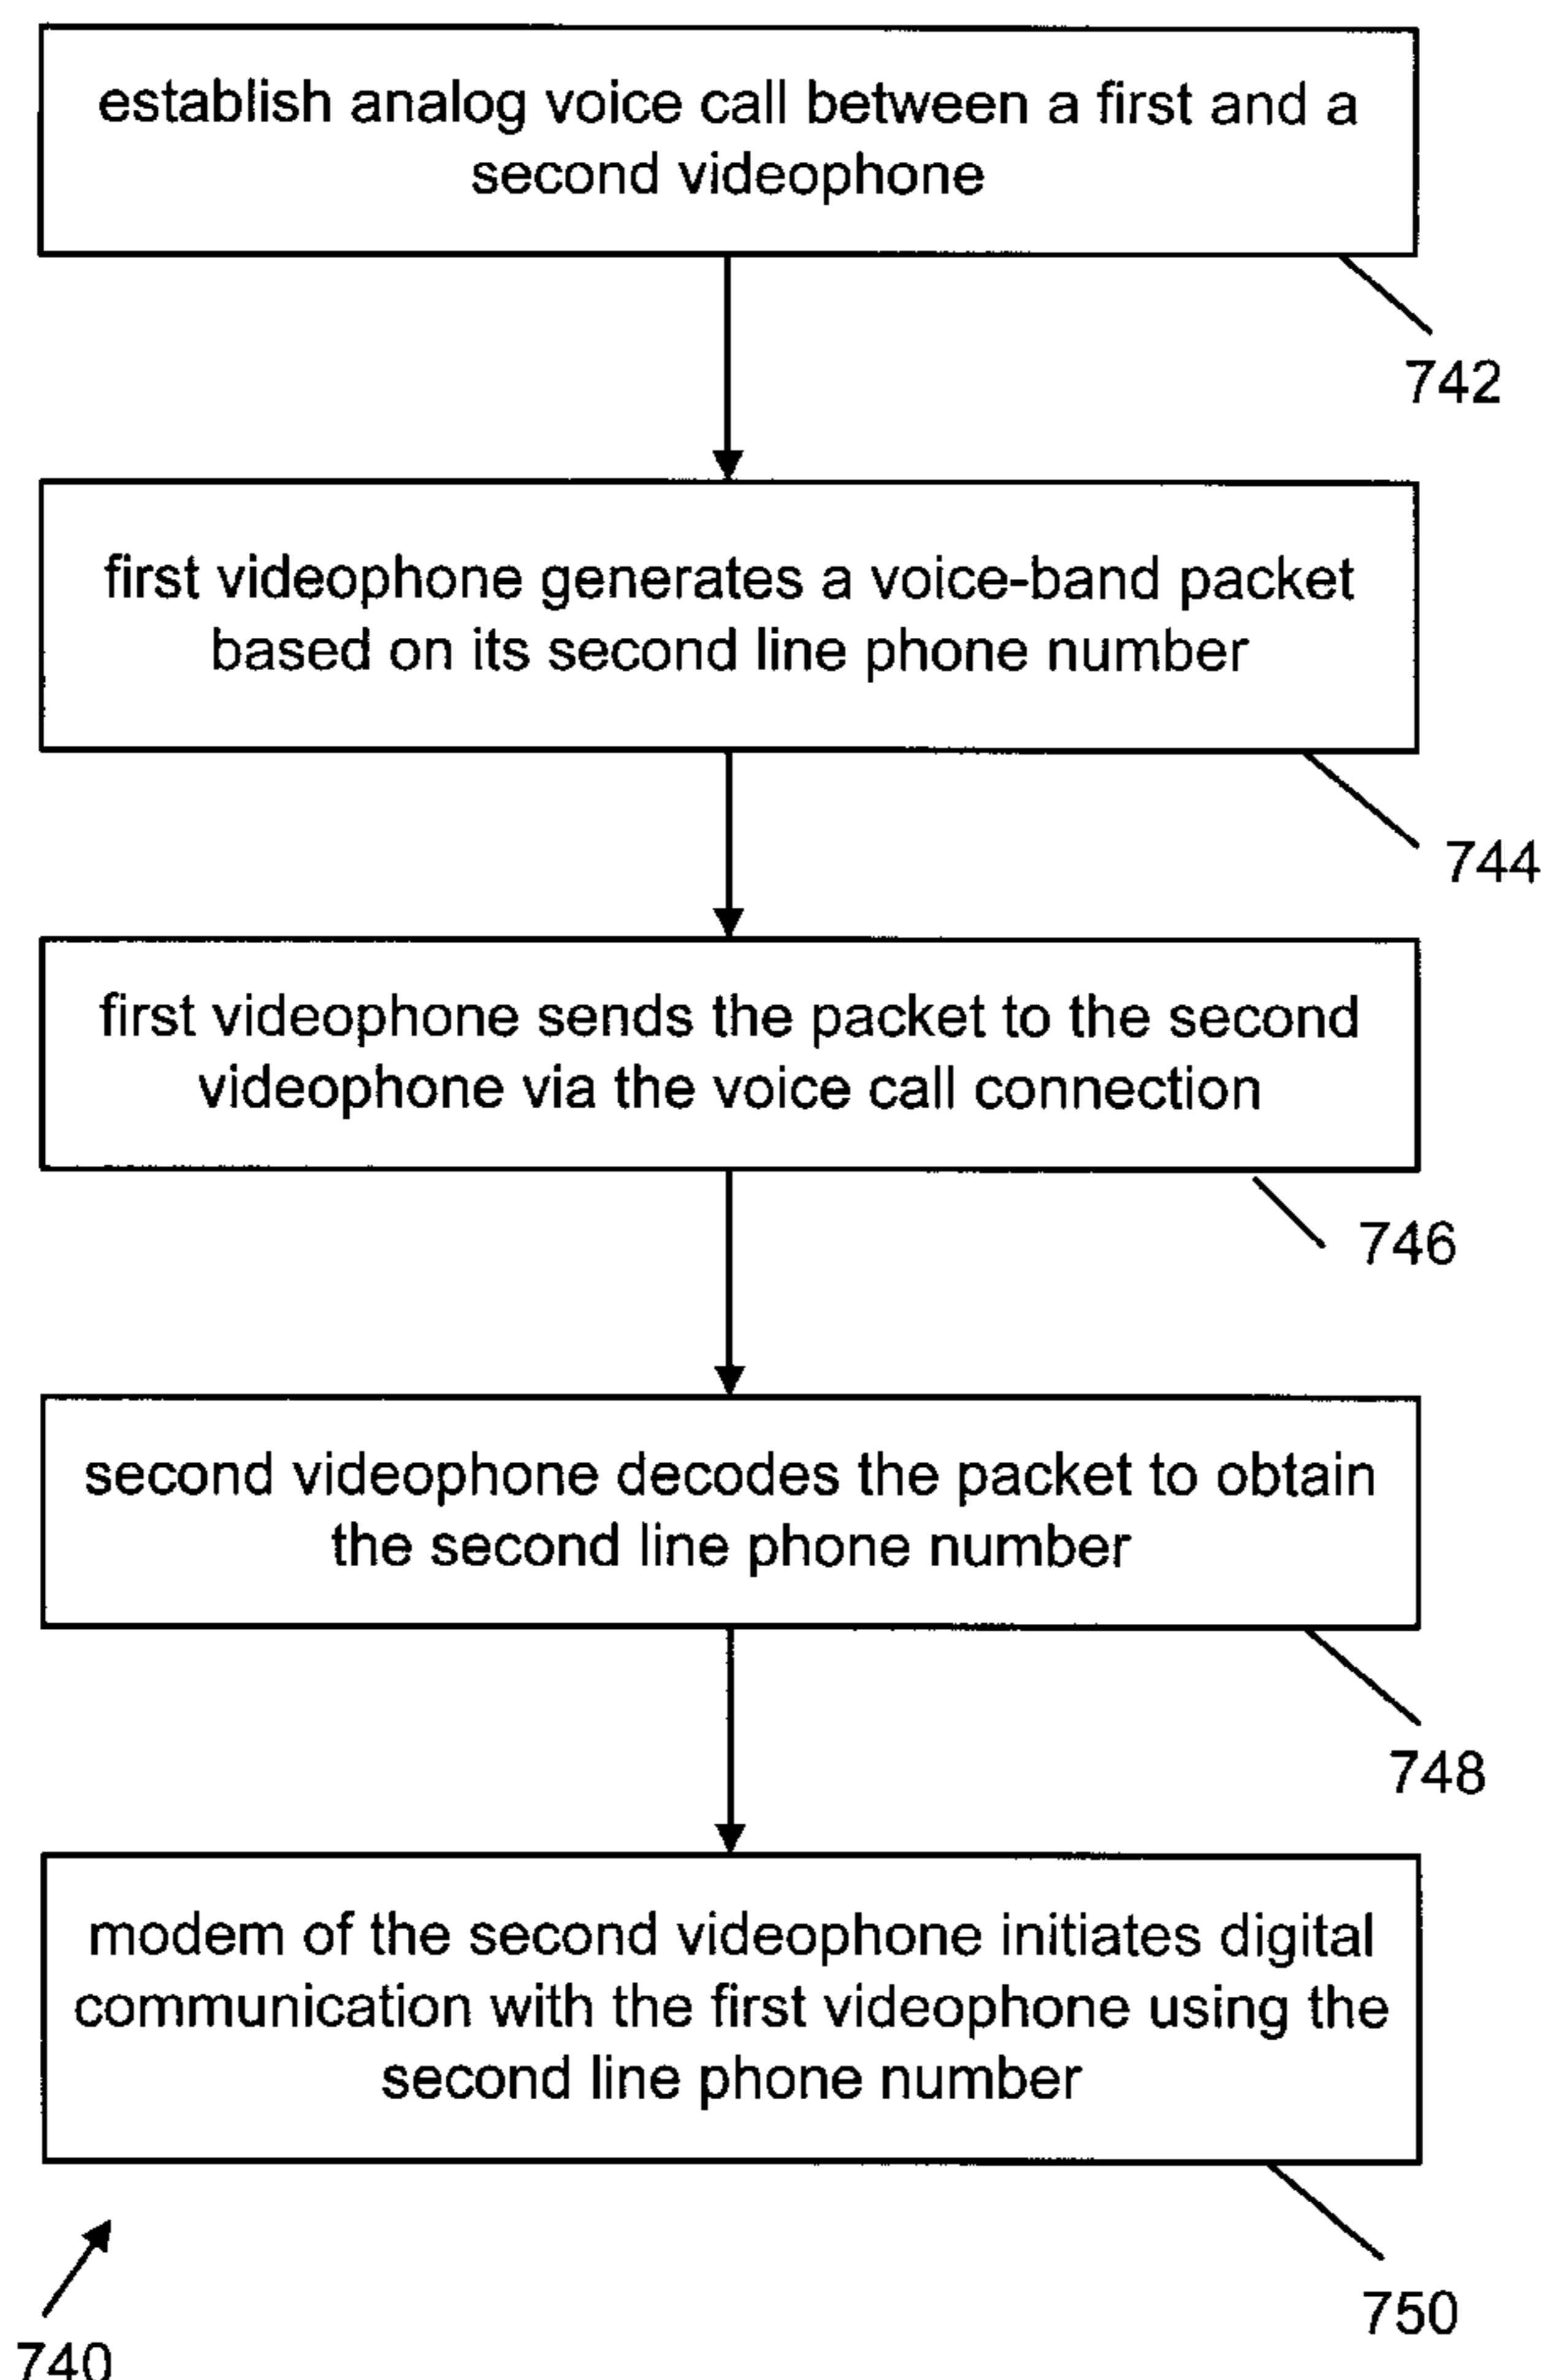 establish analog voice call between a first and a
second videophone
742
first videophone generates a voice-band packet
based on its second line phone number
744
first videophone sends the packet to the second
videophone via the voice call connection
746
second videophone decodes the packet to obtain
the second line phone number
748
modem of the second videophone initiates digital
communication with the first videophone using the
second line phone number
750
740